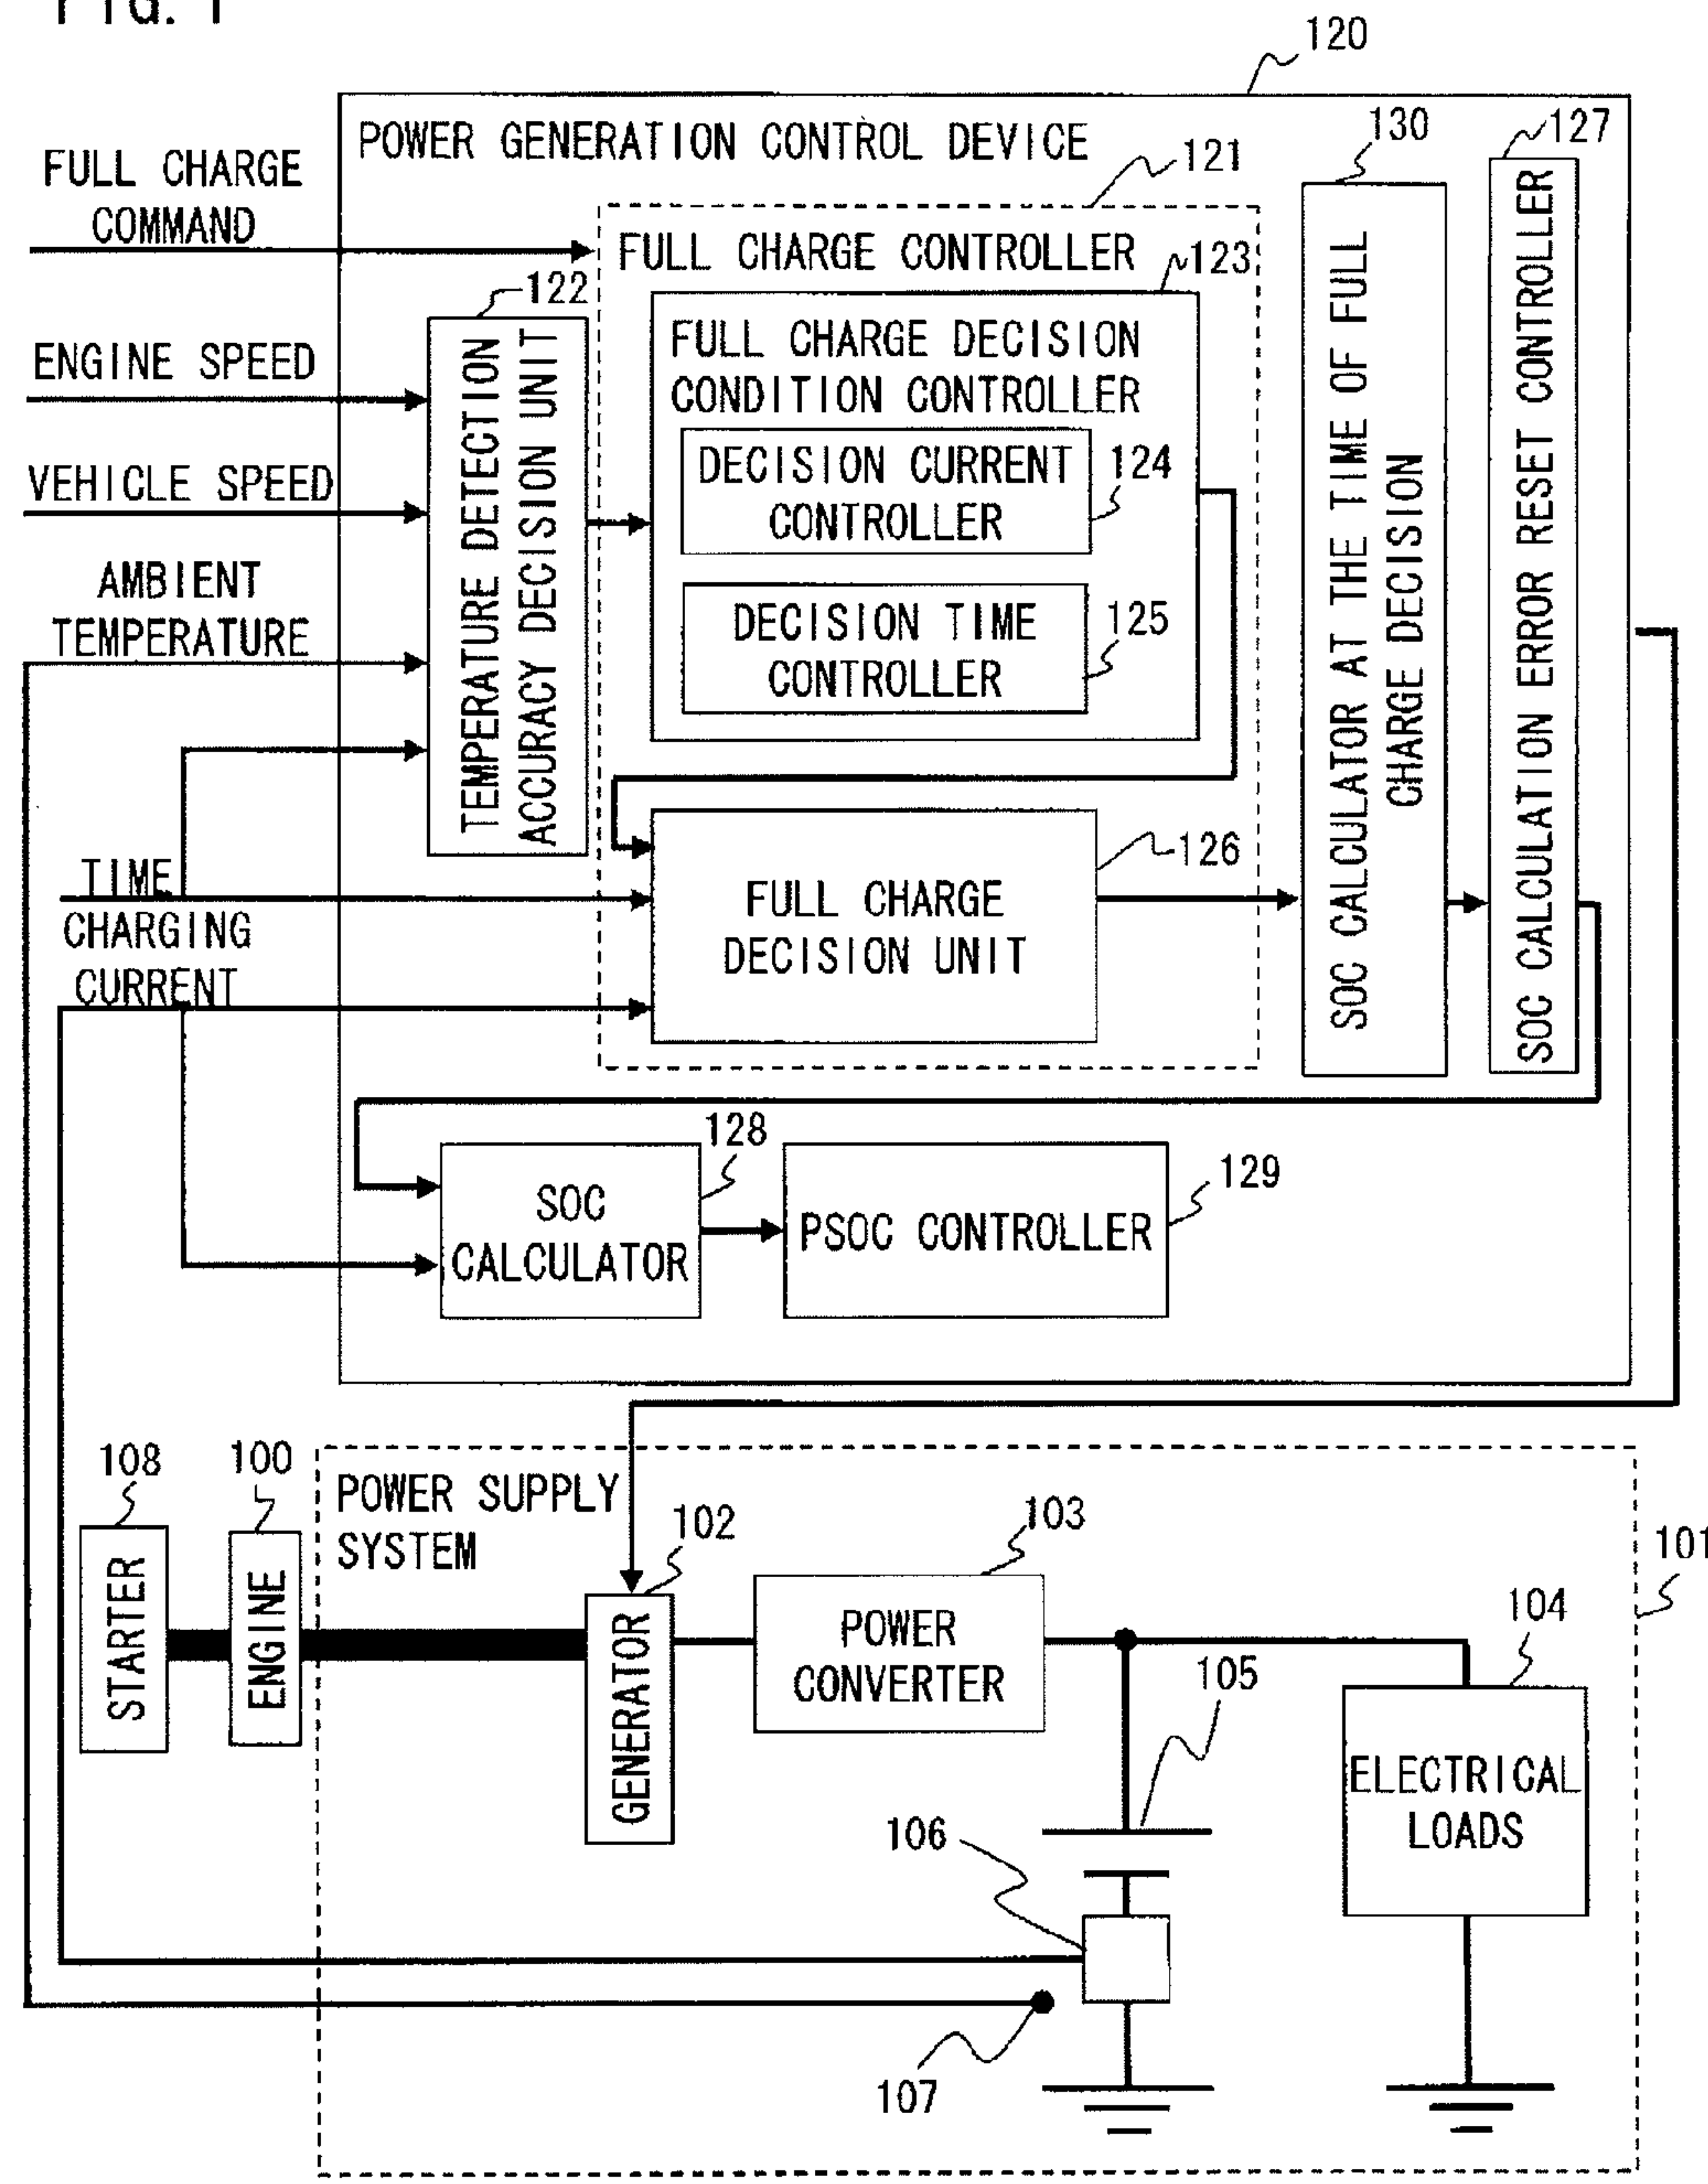 FIG. 1
120
POWER GENERATION CONTROL DEVICE
130
127
121
FULL CHARGE
COMMAND
FULL CHARGE CONTROLLER
123
122
ENGINE SPEED
VEHICLE SPEED
AMBIENT
TEMPERATURE
TIME
CHARGING
CURRENT
TEMPERATURE DETECTION
ACCURACY DECISION UNIT
FULL CHARGE DECISION
CONDITION CONTROLLER
DECISION CURRENT
CONTROLLER
124
DECISION TIME
CONTROLLER
125
126
FULL CHARGE
DECISION UNIT
SOC CALCULATOR AT THE TIME OF FULL
CHARGE DECISION
SOC CALCULATION ERROR RESET CONTROLLER
128
SOC
CALCULATOR
129
PSOC CONTROLLER
108
100
POWER SUPPLY
SYSTEM
102
103
101
104
STARTER
ENGINE
GENERATOR
POWER
CONVERTER
105
ELECTRICAL
LOADS
106
107